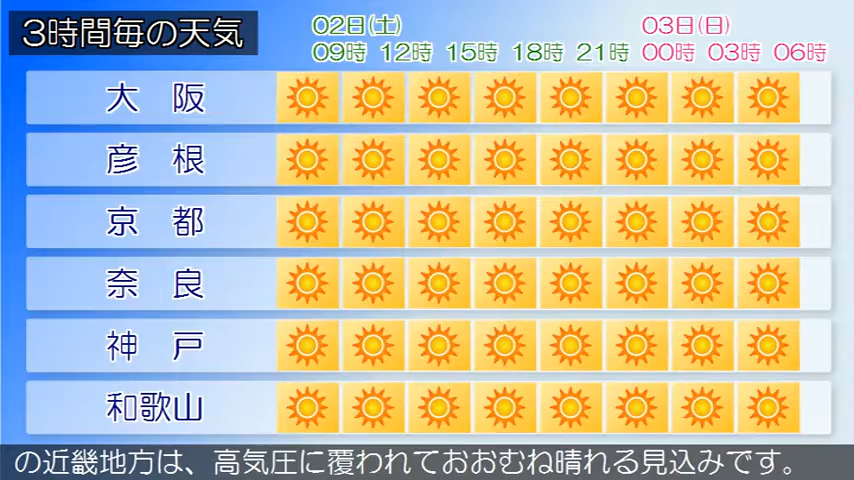 3時間毎の天気
02日(土) 03日(日)
09時 12時 15時 18時 21時 00時 03時 06時
大阪
彦根
京都
奈良
神戸
和歌山
の近畿地方は、高気圧に覆われておおむね晴れる見込みです。